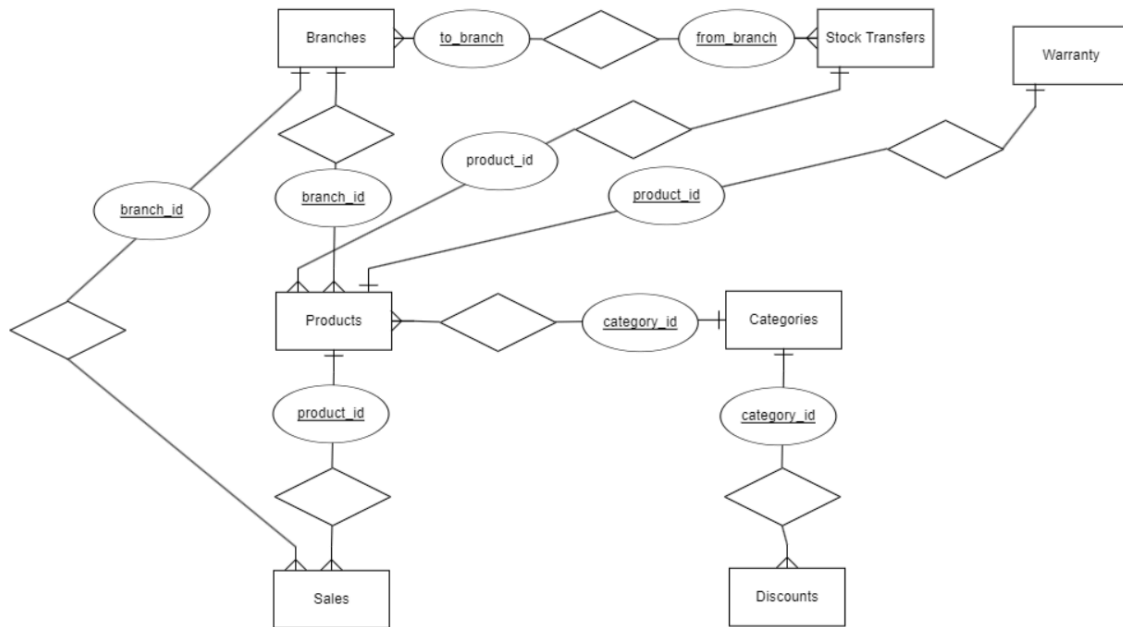 Branches
to_branch
from_branch
Stock Transfers
Warranty
product_id
branch_id
branch_id
product_id
Products
category_id
Categories
product_id
category_id
Sales
Discounts